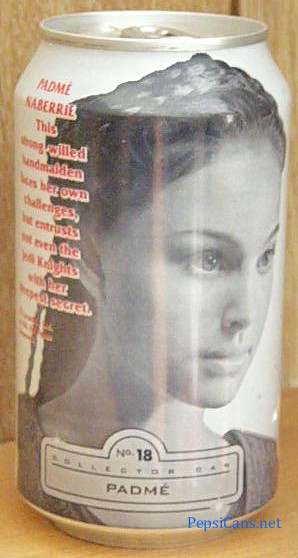 PADMÉ
NABERRIE
This
strong-willed
handmaiden
faces her own
challenges,
but entrusts
not even the
Jedi Knights
with her
deepest secret.
No. 18
COLLECTOR CAN
PADMÉ
PepsiCans.net